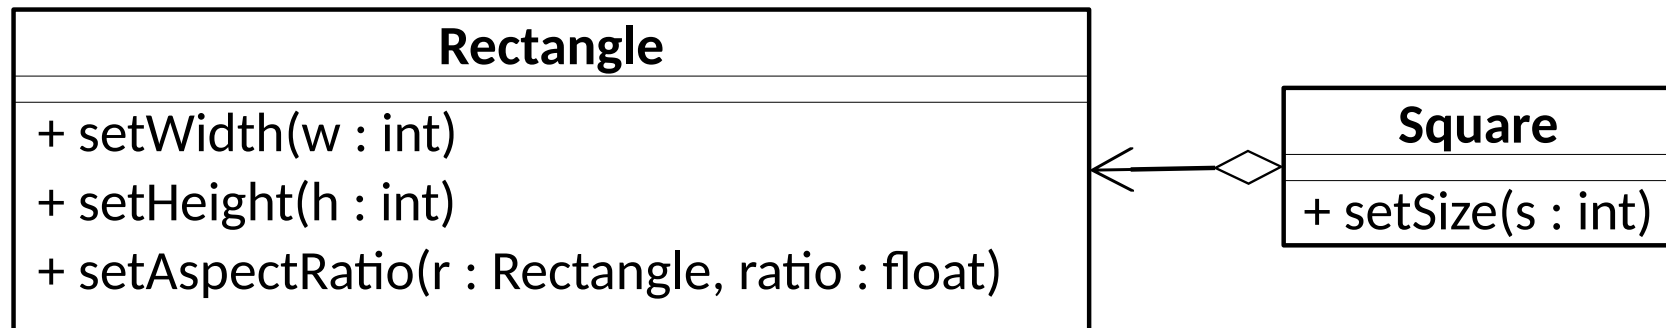 Rectangle
+ setWidth(w : int)
+ setHeight(h : int)
+ setAspectRatio(r : Rectangle, ratio : float)
Square
+ setSize(s : int)